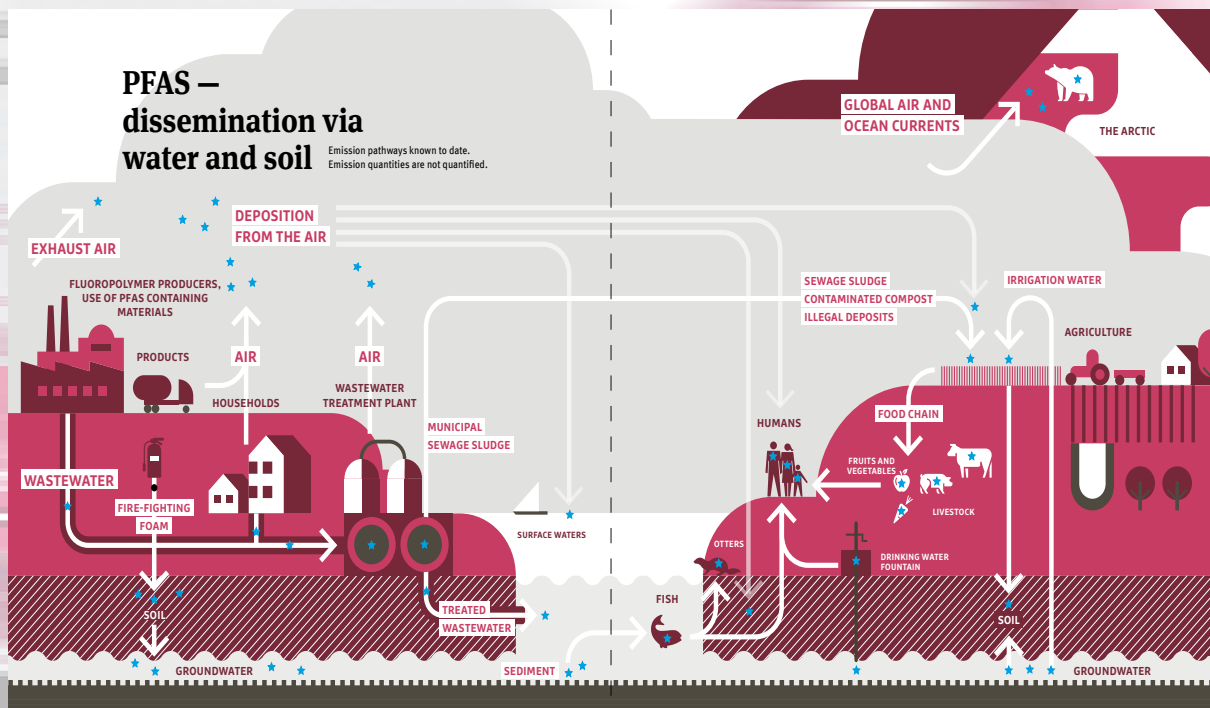 PFAS —
dissemination via
water and soil
Emission pathways known to date.
Emission quantities are not quantified.
GLOBAL AIR AND
OCEAN CURRENTS
THE ARCTIC
DEPOSITION
FROM THE AIR
EXHAUST AIR
FLUOROPOLYMER PRODUCERS,
USE OF PFAS CONTAINING
MATERIALS
SEWAGE SLUDGE
CONTAMINATED COMPOST
ILLEGAL DEPOSITS
IRRIGATION WATER
AGRICULTURE
PRODUCTS
AIR
AIR
HOUSEHOLDS
WASTEWATER
TREATMENT PLANT
MUNICIPAL
SEWAGE SLUDGE
HUMANS
FOOD CHAIN
FRUITS AND
VEGETABLES
LIVESTOCK
WASTEWATER
FIRE-FIGHTING
FOAM
SURFACE WATERS
OTTERS
DRINKING WATER
FOUNTAIN
SOIL
TREATED
WASTEWATER
FISH
SOIL
GROUNDWATER
SEDIMENT
GROUNDWATER